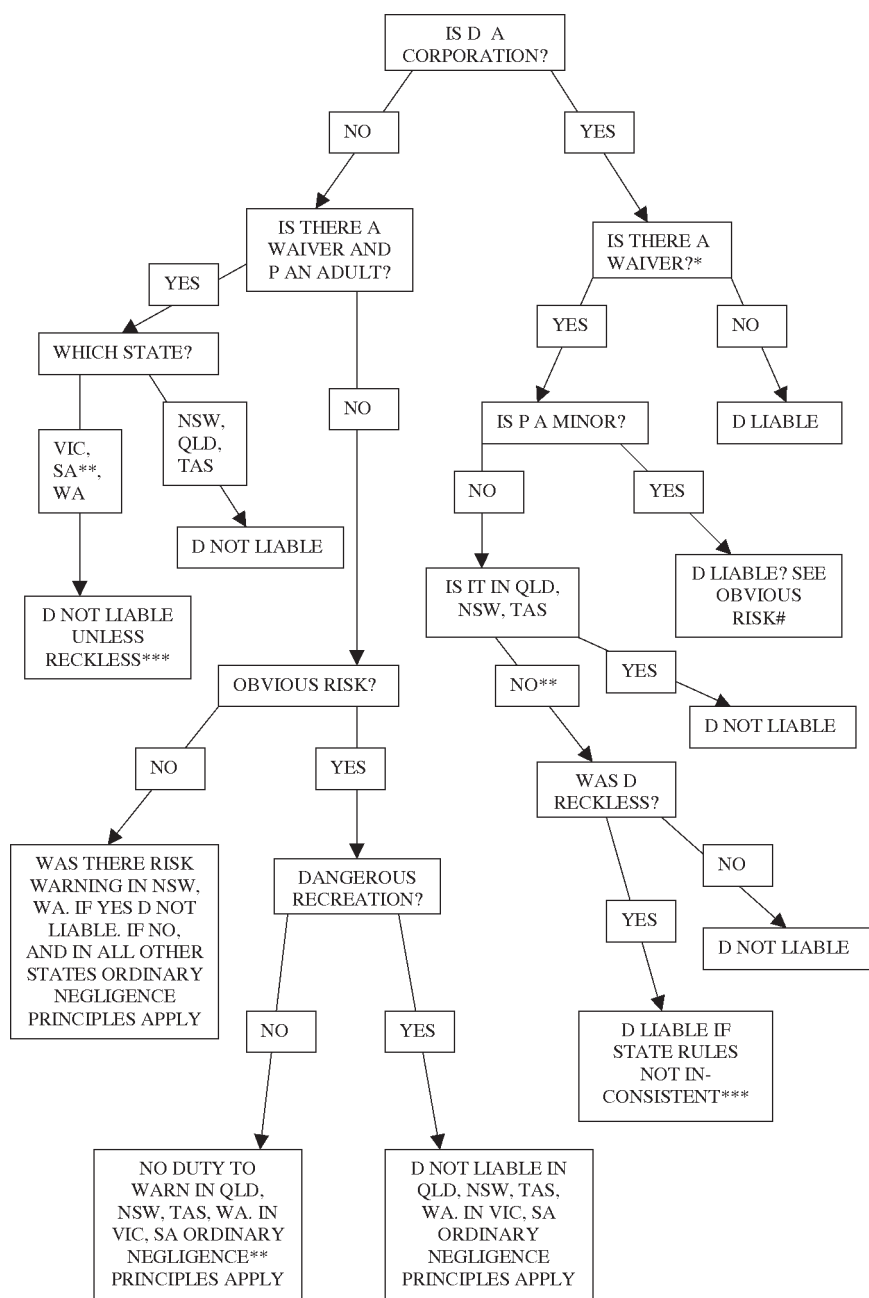 IS D A
CORPORATION?
NO
YES
IS THERE A
WAIVER AND
P AN ADULT?
IS THERE A
WAIVER?*
YES
YES
NO
WHICH STATE?
NO
IS P A MINOR?
D LIABLE
VIC,
SA**,
WA
NSW,
QLD,
TAS
NO
YES
D NOT LIABLE
IS IT IN QLD,
NSW, TAS
D LIABLE? SEE
OBVIOUS
RISK#
D NOT LIABLE
UNLESS
RECKLESS***
OBVIOUS RISK?
NO**
YES
D NOT LIABLE
NO
YES
WAS D
RECKLESS?
WAS THERE RISK
WARNING IN NSW,
WA. IF YES D NOT
LIABLE. IF NO,
AND IN ALL OTHER
STATES ORDINARY
NEGLIGENCE
PRINCIPLES APPLY
DANGEROUS
RECREATION?
NO
YES
D NOT LIABLE
NO
YES
D LIABLE IF
STATE RULES
NOT IN-
CONSISTENT***
NO DUTY TO
WARN IN QLD,
NSW, TAS, WA. IN
VIC, SA ORDINARY
NEGLIGENCE**
PRINCIPLES APPLY
D NOT LIABLE IN
QLD, NSW, TAS,
WA. IN VIC, SA
ORDINARY
NEGLIGENCE
PRINCIPLES APPLY